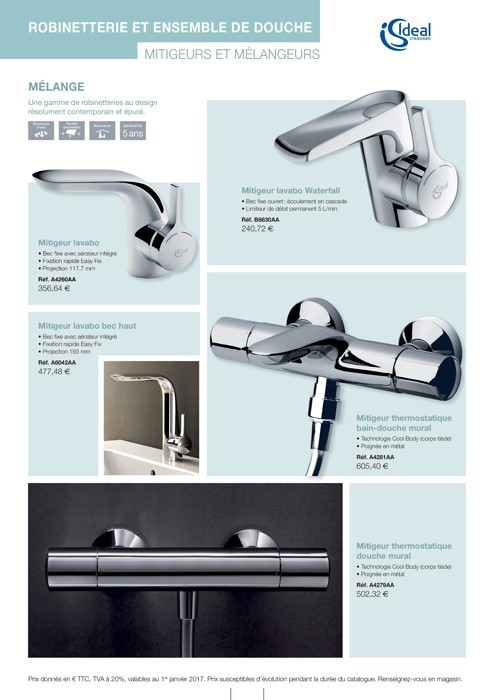 ROBINETTERIE ET ENSEMBLE DE DOUCHE
Ideal
STANDARD
MITIGEURS ET MÉLANGEURS
MÉLANGE
Une gamme de robinetteries au design
résolument contemporain et épuré.
GARANTIE
5 ans
Mitigeur lavabo Waterfall
• Bec fixe ouvert : écoulement en cascade
• Limiteur de débit permanent 5 L/min
Réf. B8630AA
240,72 €
Mitigeur lavabo
• Bec fixe avec aérateur intégré
• Fixation rapide Easy Fix
• Projection 117,7 mm
Réf. A4260AA
356,64 €
Mitigeur lavabo bec haut
• Bec fixe avec aérateur intégré
• Fixation rapide Easy Fix
• Projection 193 mm
Réf. A6042AA
477,48 €
Mitigeur thermostatique
bain-douche mural
• Technologie Cool Body (corps tiède)
• Poignée en métal
Réf. A4281AA
605,40 €
Mitigeur thermostatique
douche mural
• Technologie Cool Body (corps tiède)
• Poignée en métal
Réf. A4279AA
502,32 €
Prix donnés en € TTC, TVA à 20%, valables au 1er janvier 2017. Prix susceptibles d'évolution pendant la durée du catalogue. Renseignez-vous en magasin.